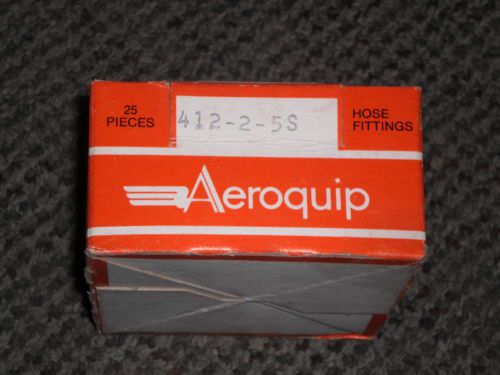 25
PIECES
412-2-5S
HOSE
FITTINGS
Aeroquip